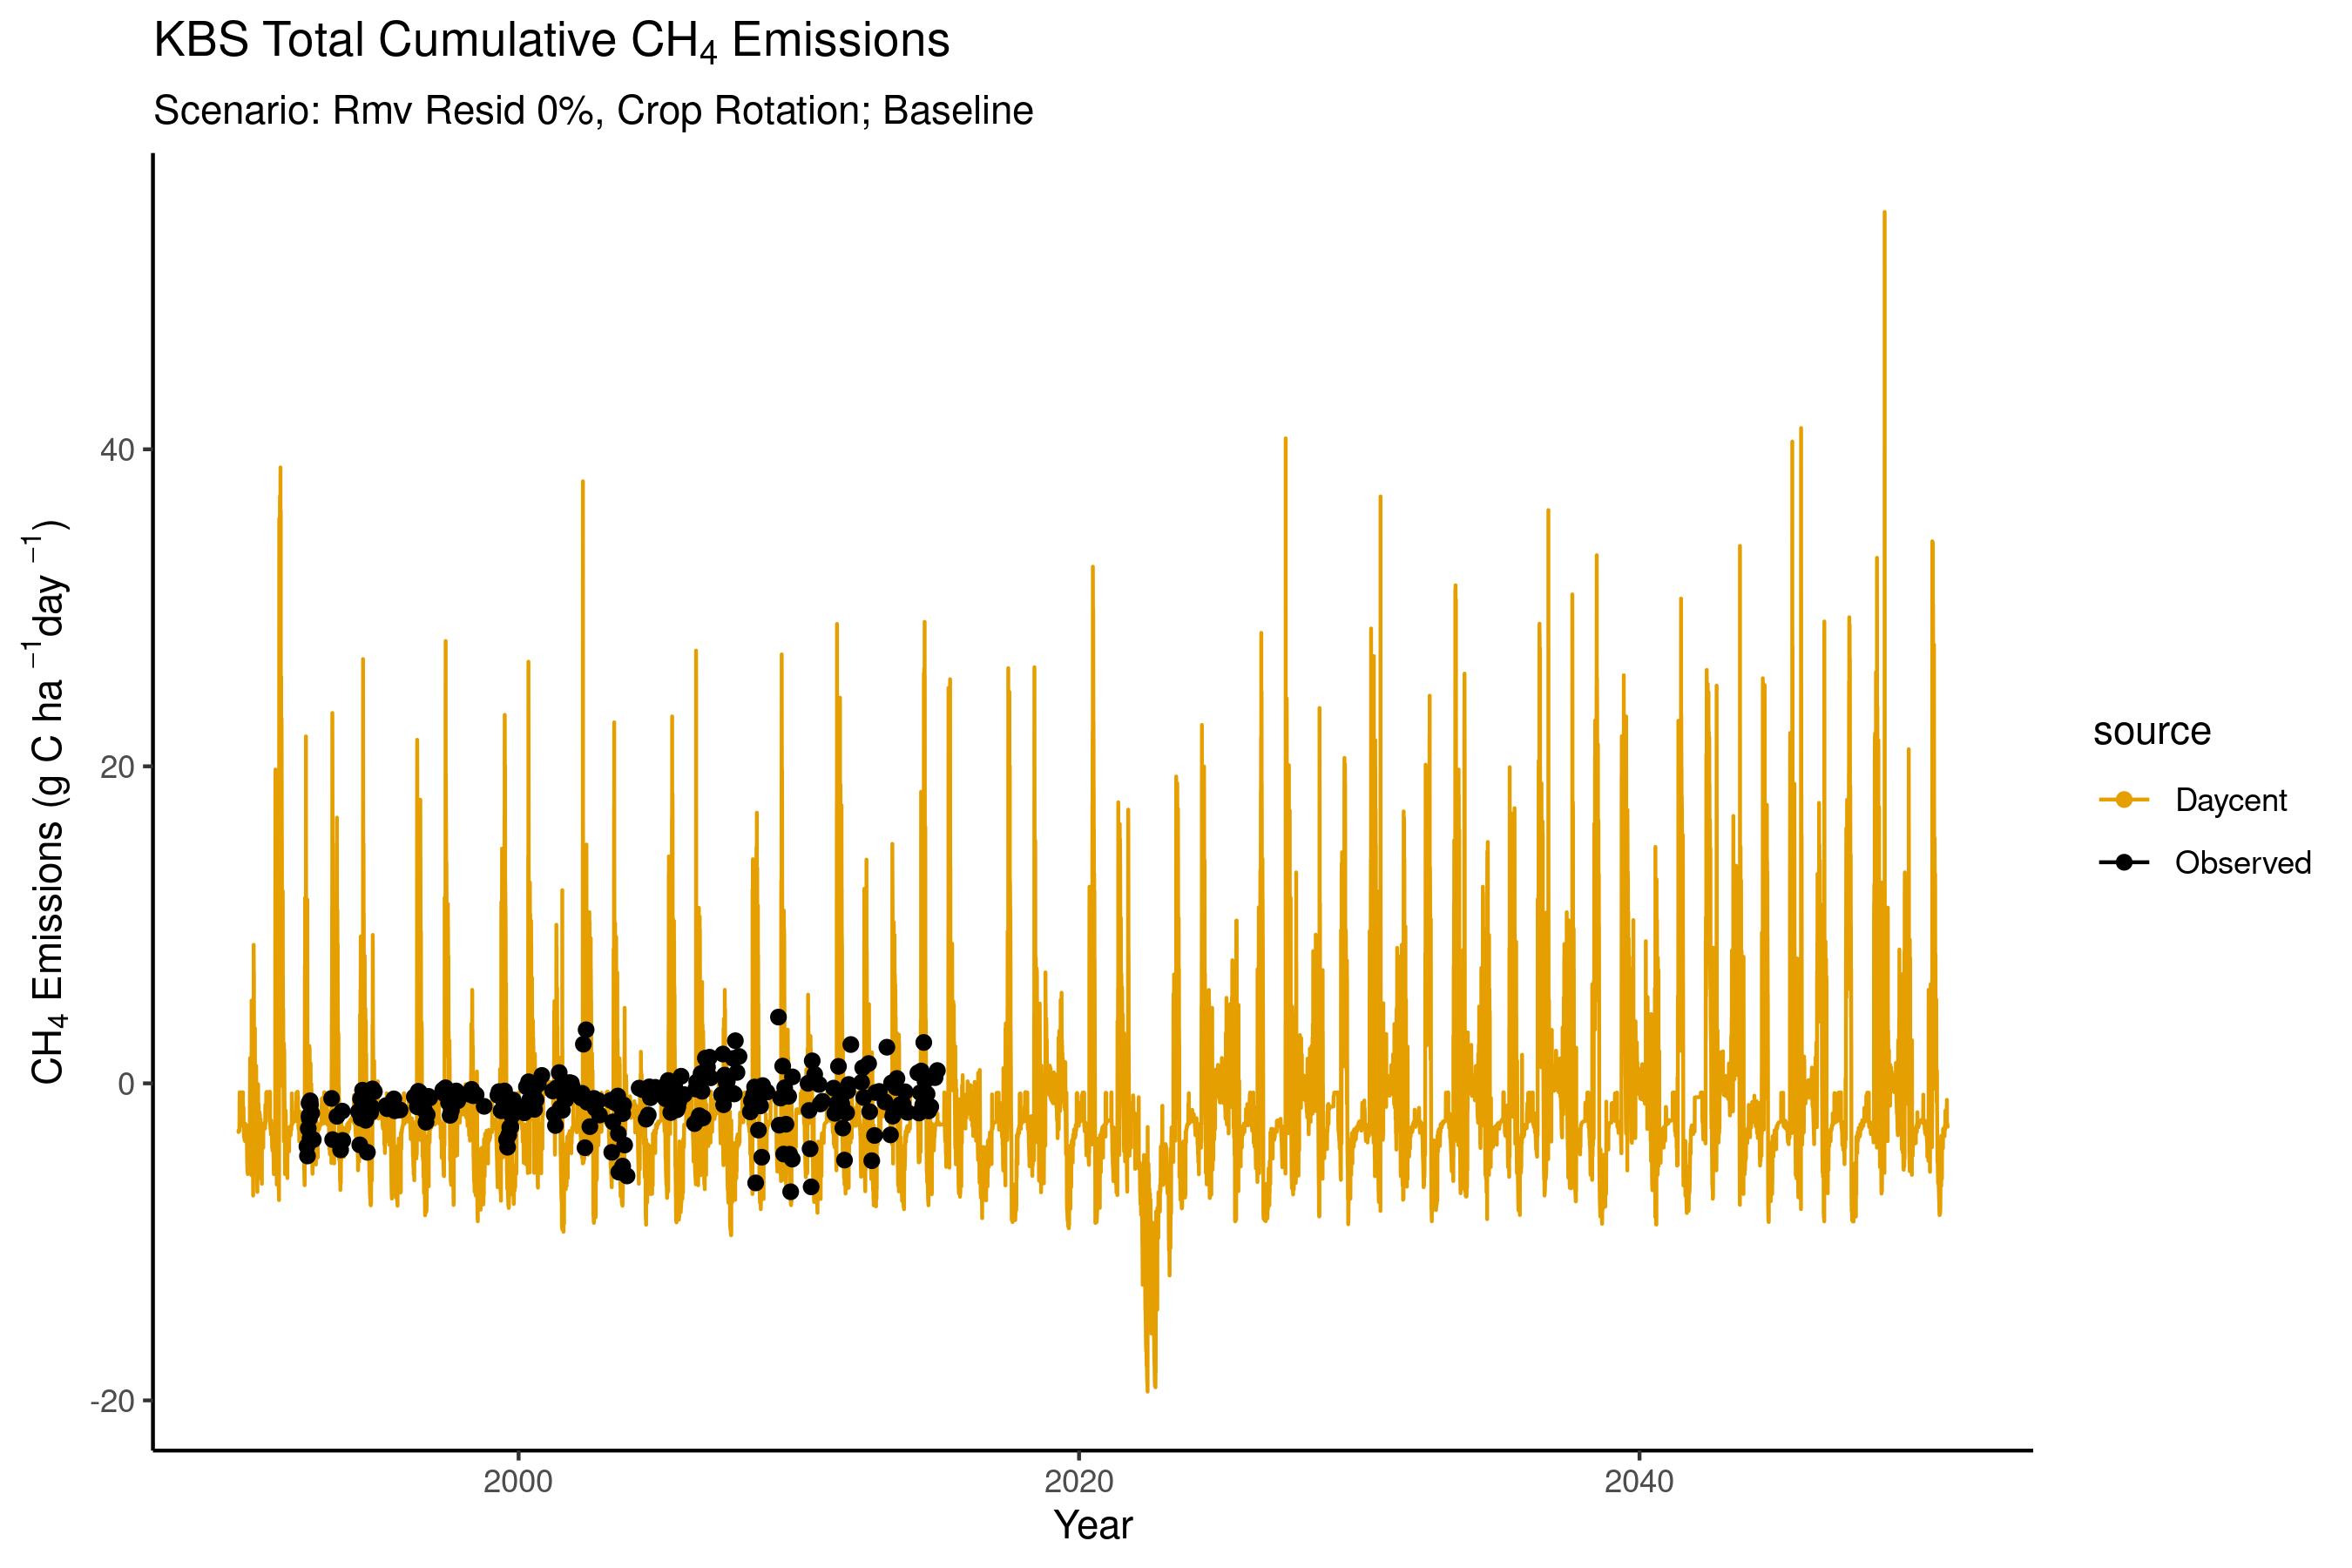 KBS Total Cumulative CH₄ Emissions
Scenario: Rmv Resid 0%, Crop Rotation; Baseline
CH₄ Emissions (g C ha ⁻¹day ⁻¹)
40
20
0
-20
2000
2020
2040
Year
source
Daycent
Observed